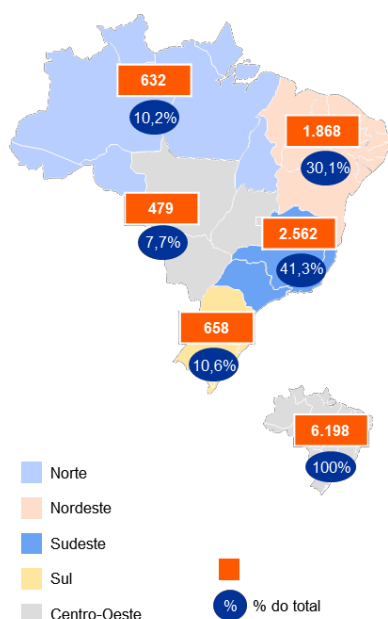 632
10,2%
1.868
30,1%
479
7,7%
2.562
41,3%
658
10,6%
6.198
100%
Norte
Nordeste
Sudeste
Sul
Centro-Oeste
% % do total